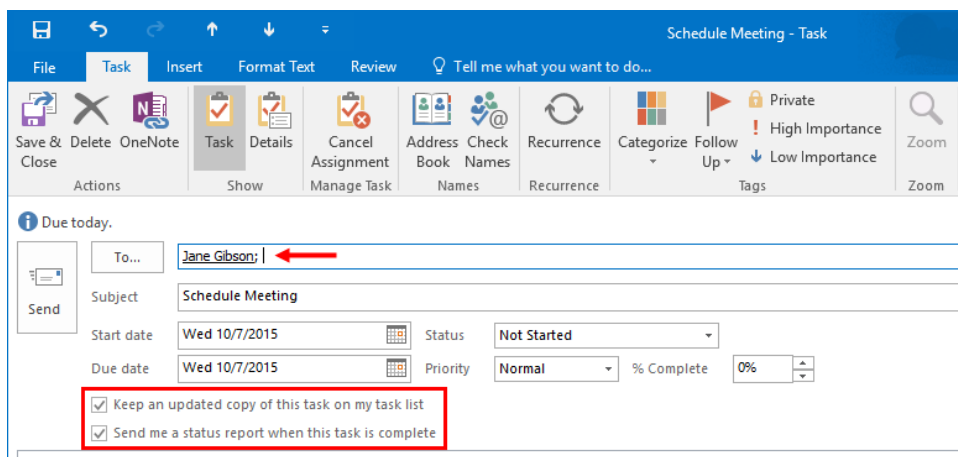 Schedule Meeting - Task
File Task Insert Format Text Review Tell me what you want to do...
Save & Close Delete OneNote Task Details Cancel Assignment Address Book Check Names Recurrence Categorize Follow Up Private Zoom
High Importance
Low Importance
Actions Show Manage Task Names Recurrence Tags Zoom
Due today.
To... Jane Gibson;
Send
Subject Schedule Meeting
Start date Wed 10/7/2015 Status Not Started
Due date Wed 10/7/2015 Priority Normal % Complete 0%
Keep an updated copy of this task on my task list
Send me a status report when this task is complete